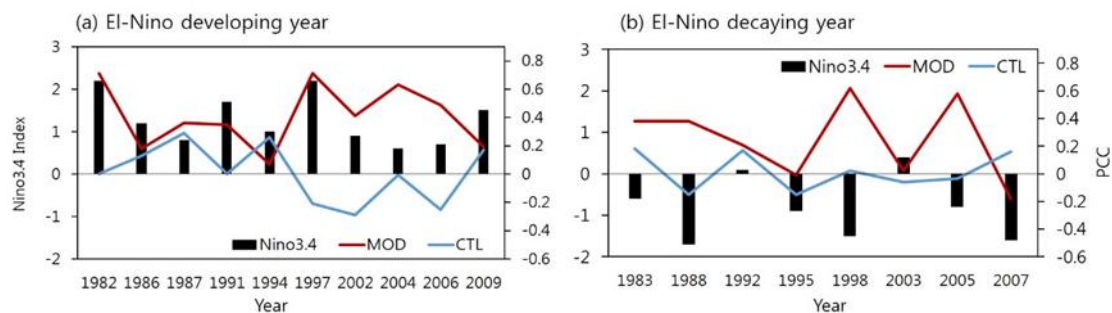 (a) El-Nino developing year
3
2
1
0
-1
-2
Nino3.4 Index
0.8
0.6
0.4
0.2
0
-0.2
-0.4
-0.6
Nino3.4 MOD CTL
1982 1986 1987 1991 1994 1997 2002 2004 2006 2009
Year
(b) El-Nino decaying year
3
2
1
0
-1
-2
Nino3.4 MOD CTL
0.8
0.6
0.4
0.2
0
-0.2
-0.4
-0.6
PCC
1983 1988 1992 1995 1998 2003 2005 2007
Year